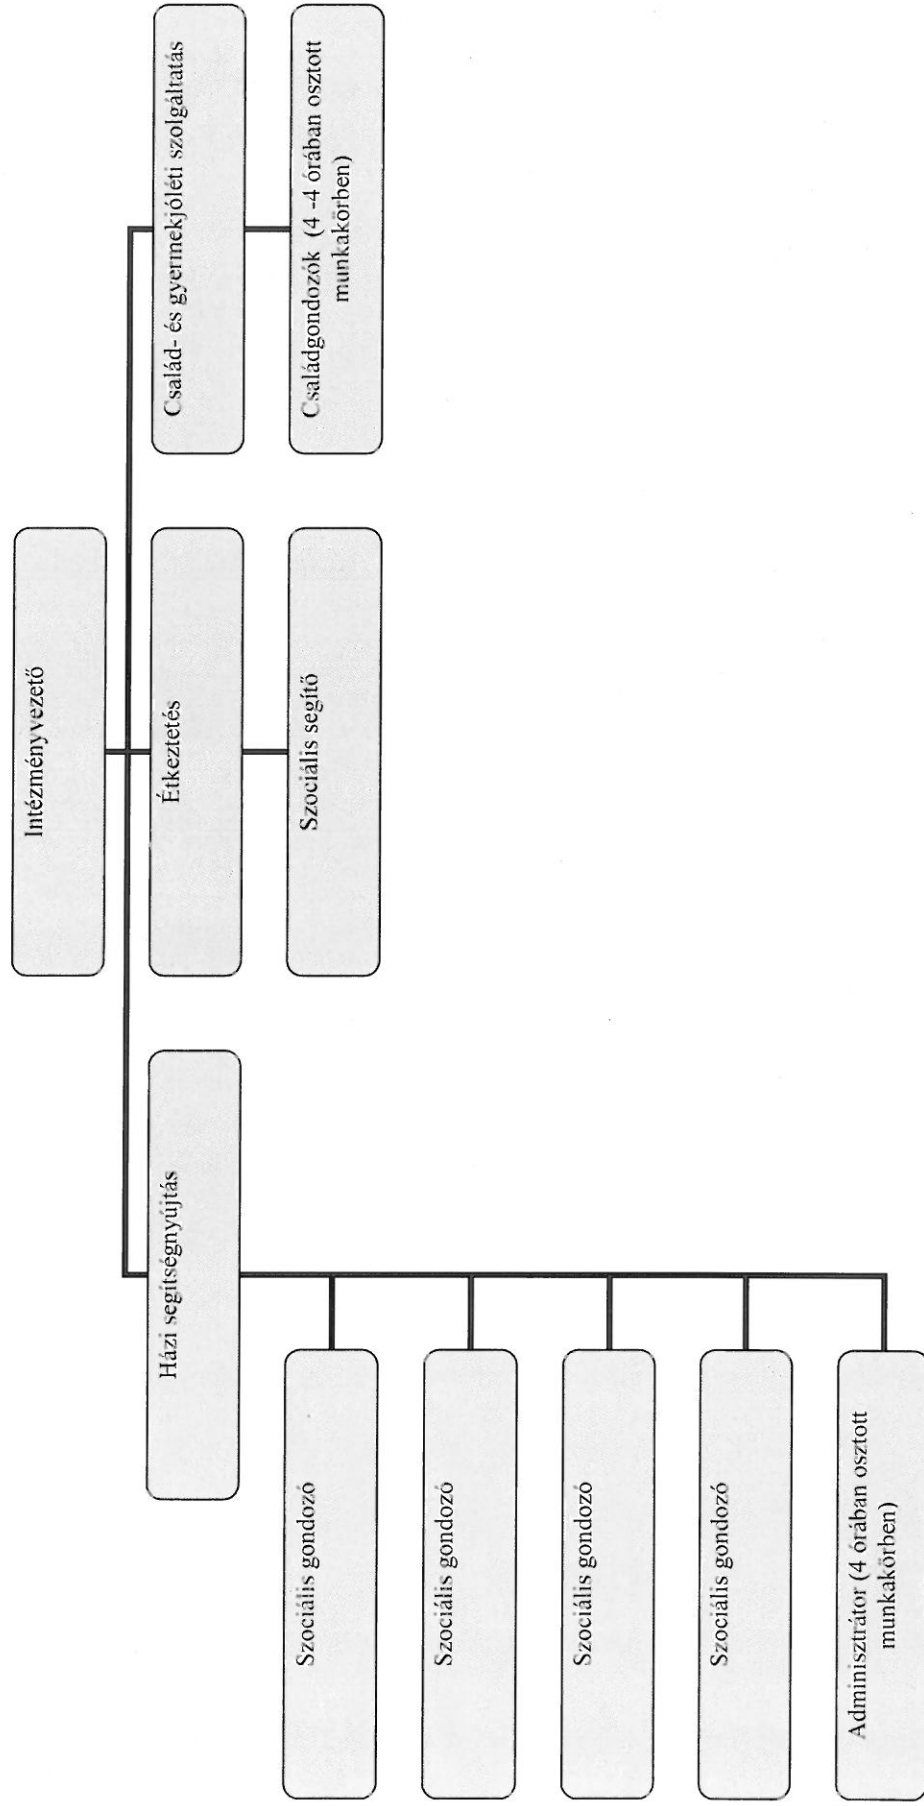 Intézményvezető
Házi segítségnyújtás
Szociális gondozó
Szociális gondozó
Szociális gondozó
Szociális gondozó
Adminisztrátor (4 órában osztott
munkakörben)
Étkeztetés
Szociális segítő
Család- és gyermekjóléti szolgáltatás
Családgondozók (4 -4 órában osztott
munkakörben)